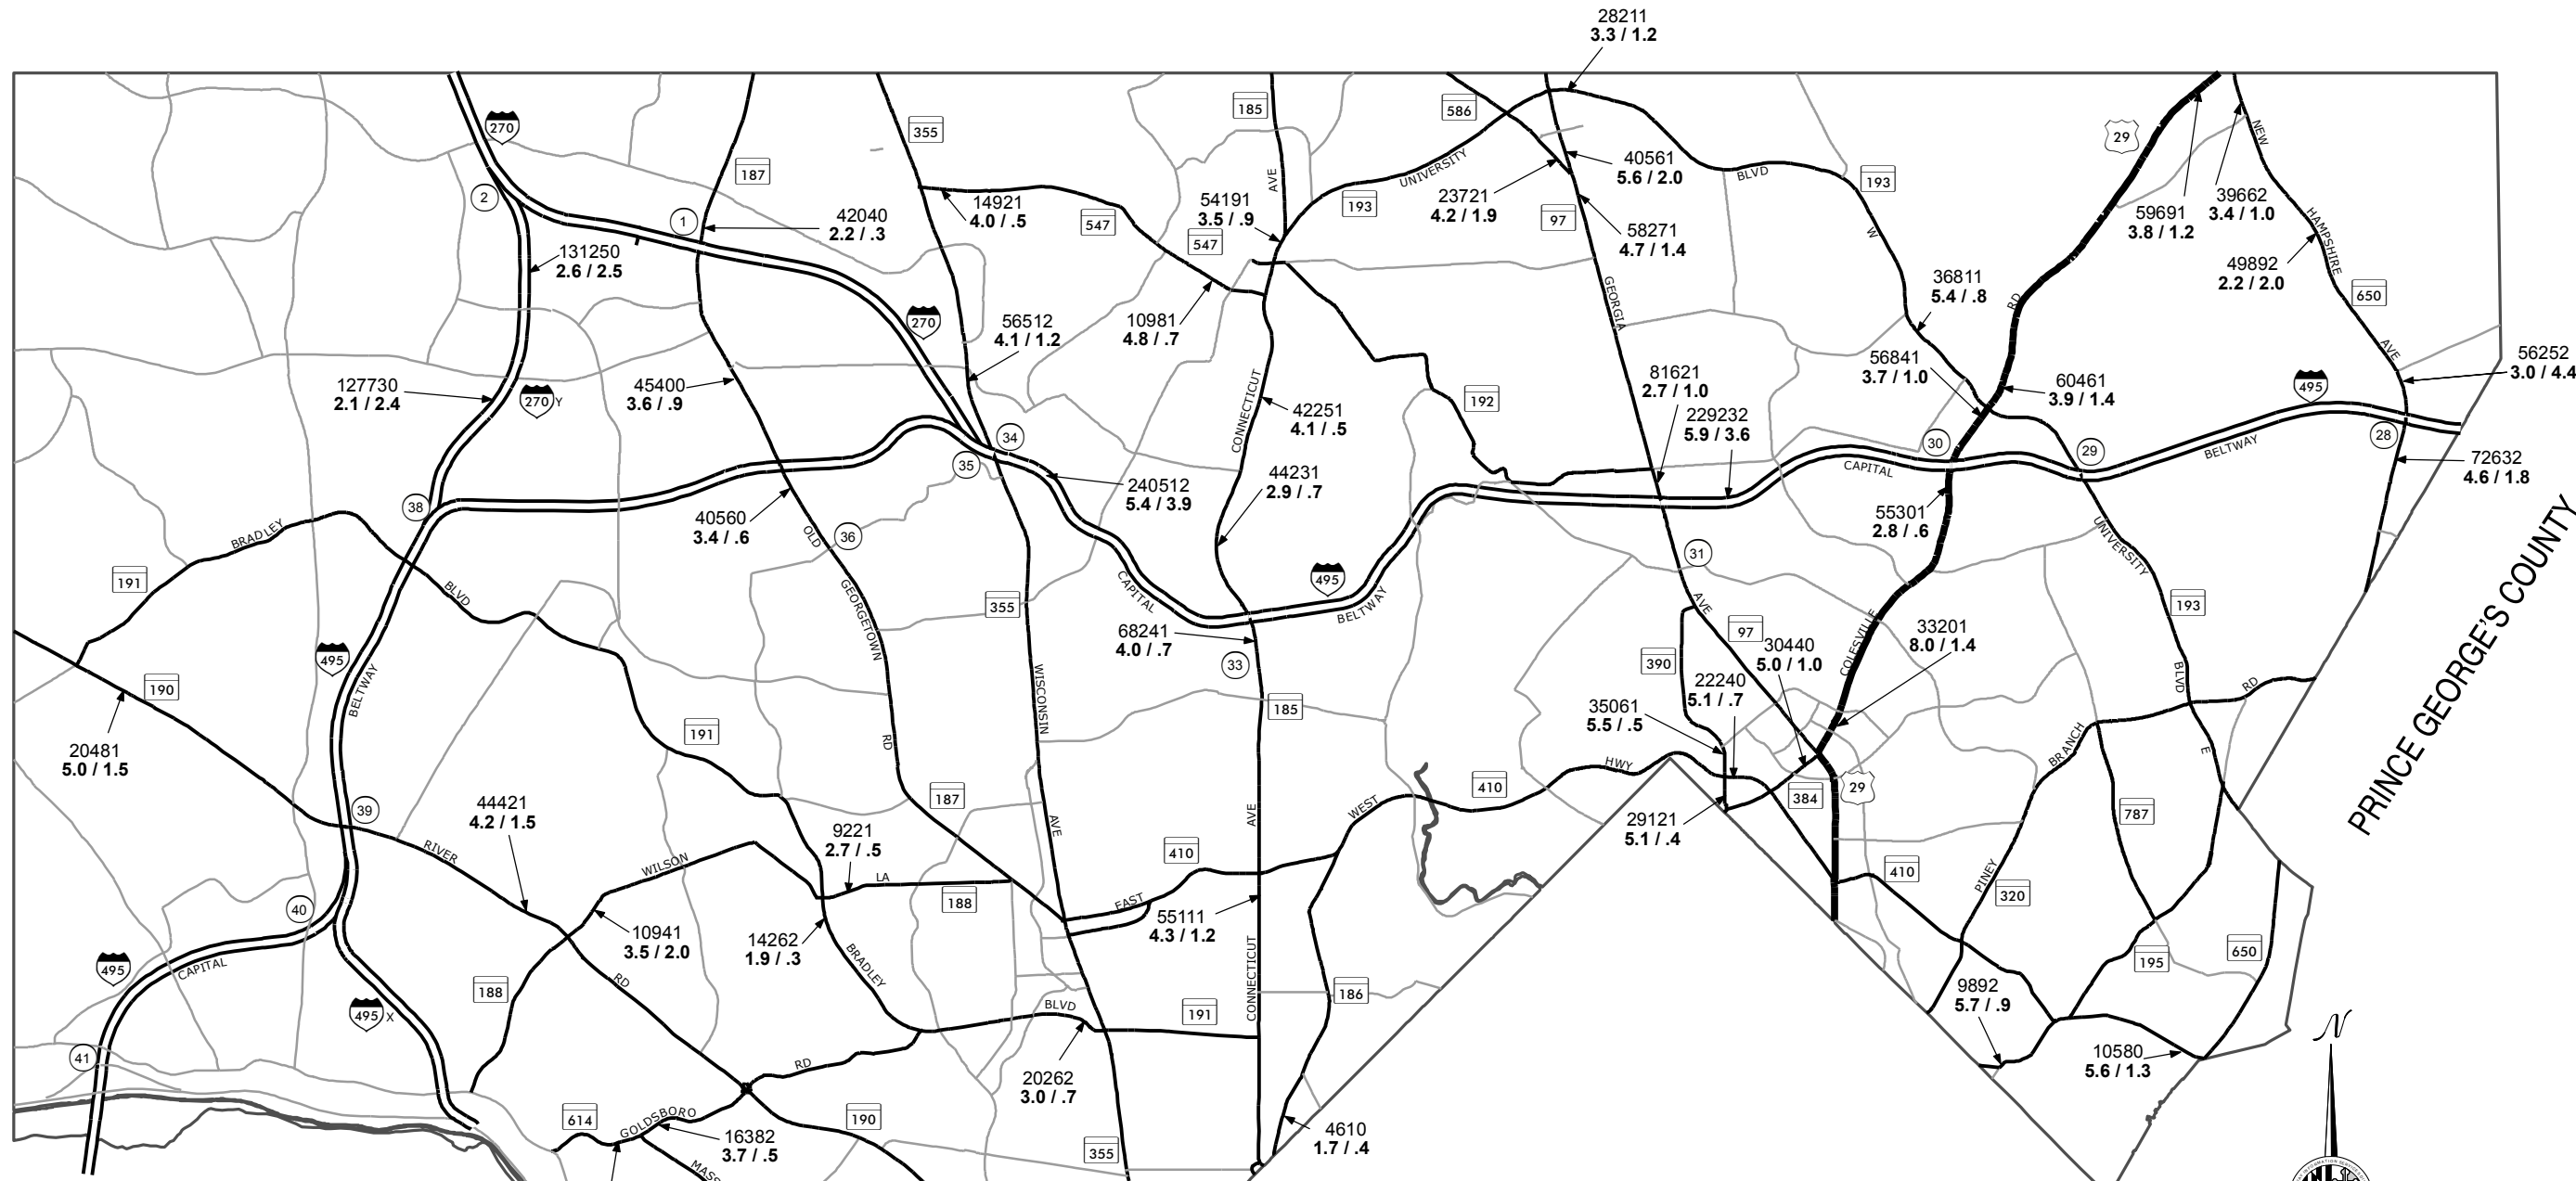 28211
3.3 / 1.2
270
187
355
185
586
29
NEW
2
1
42040
2.2 / .3
14921
4.0 / .5
547
547
AVE
54191
3.5 / .9
193
UNIVERSITY
23721
4.2 / 1.9
40561
5.6 / 2.0
97
58271
4.7 / 1.4
BLVD
193
W
59691
3.8 / 1.2
39662
3.4 / 1.0
HAMPSHIRE
49892
2.2 / 2.0
650
AVE
131250
2.6 / 2.5
270
56512
4.1 / 1.2
10981
4.8 / .7
GEORGIA
36811
5.4 / .8
RD
56841
3.7 / 1.0
60461
3.9 / 1.4
495
56252
3.0 / 4.4
127730
2.1 / 2.4
270 Y
45400
3.6 / .9
CONNECTICUT
42251
4.1 / .5
192
81621
2.7 / 1.0
229232
5.9 / 3.6
34
35
30
29
28
CAPITAL
BELTWAY
72632
4.6 / 1.8
38
240512
5.4 / 3.9
44231
2.9 / .7
40560
3.4 / .6
OLD
36
55301
2.8 / .6
UNIVERSITY
BRADLEY
191
BLVD
GEORGETOWN
355
CAPITAL
495
BELTWAY
31
AVE
193
PRINCE GEORGE'S COUNTY
68241
4.0 / .7
33
97
390
30440
5.0 / 1.0
COLESVILLE
33201
8.0 / 1.4
495
190
BELTWAY
WISCONSIN
185
22240
5.1 / .7
35061
5.5 / .5
BLVD
RD
20481
5.0 / 1.5
191
RD
187
HWY
410
WEST
384
29
BRANCH
E
787
39
44421
4.2 / 1.5
RIVER
9221
2.7 / .5
AVE
AVE
410
29121
5.1 / .4
WILSON
LA
188
EAST
410
PINEY
320
40
10941
3.5 / 2.0
14262
1.9 / .3
55111
4.3 / 1.2
495
CAPITAL
188
RD
BRADLEY
CONNECTICUT
186
195
650
495 X
BLVD
191
9892
5.7 / .9
N
41
RD
20262
3.0 / .7
10580
5.6 / 1.3
614
GOLDSBORO
16382
3.7 / .5
190
355
4610
1.7 / .4
MASS